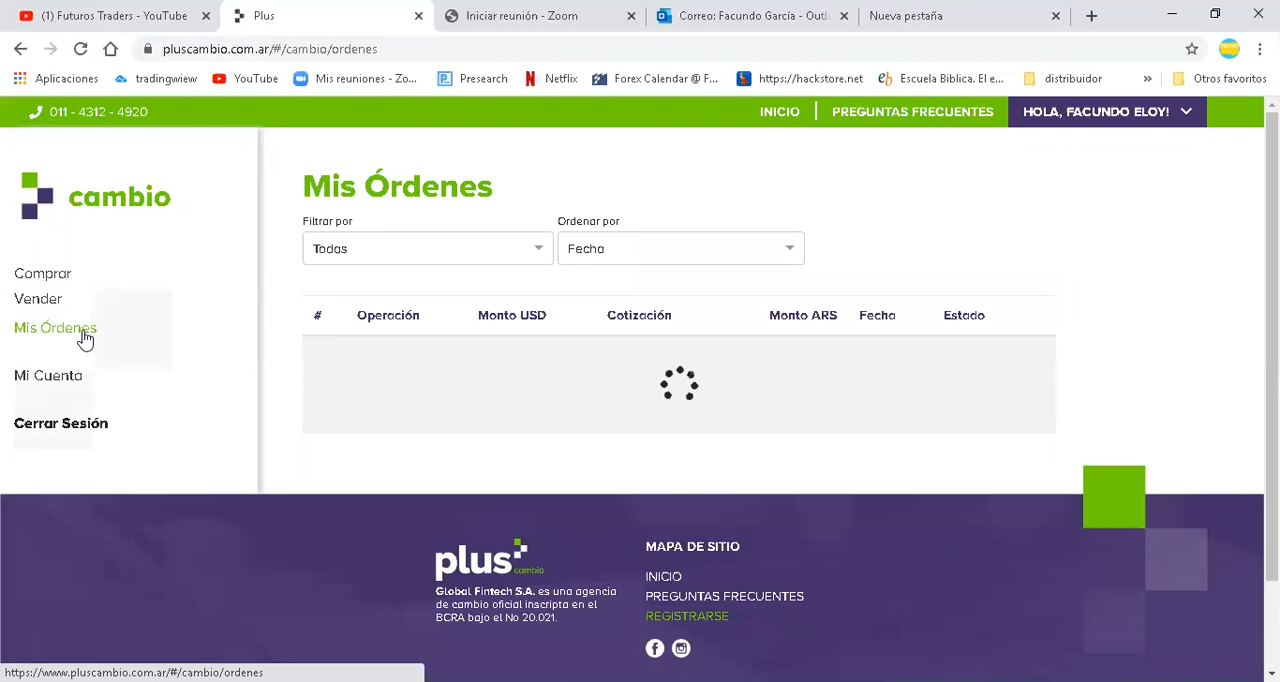 (1) Futuros Traders - YouTube
Plus
Iniciar reunión - Zoom
Correo: Facundo García - Outl
Nueva pestaña
pluscambio.com.ar/#/cambio/ordenes
Aplicaciones
tradingwiew
YouTube
Mis reuniones - Zo...
Presearch
Netflix
Forex Calendar @ F...
https://hackstore.net
Escuela Biblica. El e...
distribuidor
»
Otros favoritos
011 - 4312 - 4920
INICIO
PREGUNTAS FRECUENTES
HOLA, FACUNDO ELOY!
cambio
Comprar
Vender
Mis Órdenes
Mi Cuenta
Cerrar Sesión
Mis Órdenes
Filtrar por
Ordenar por
Todas
Fecha
# Operación Monto USD Cotización Monto ARS Fecha Estado
plus
cambio
Global Fintech S.A. es una agencia
de cambio oficial inscripta en el
BCRA bajo el No 20.021.
MAPA DE SITIO
INICIO
PREGUNTAS FRECUENTES
REGISTRARSE
https://www.pluscambio.com.ar/#/cambio/ordenes